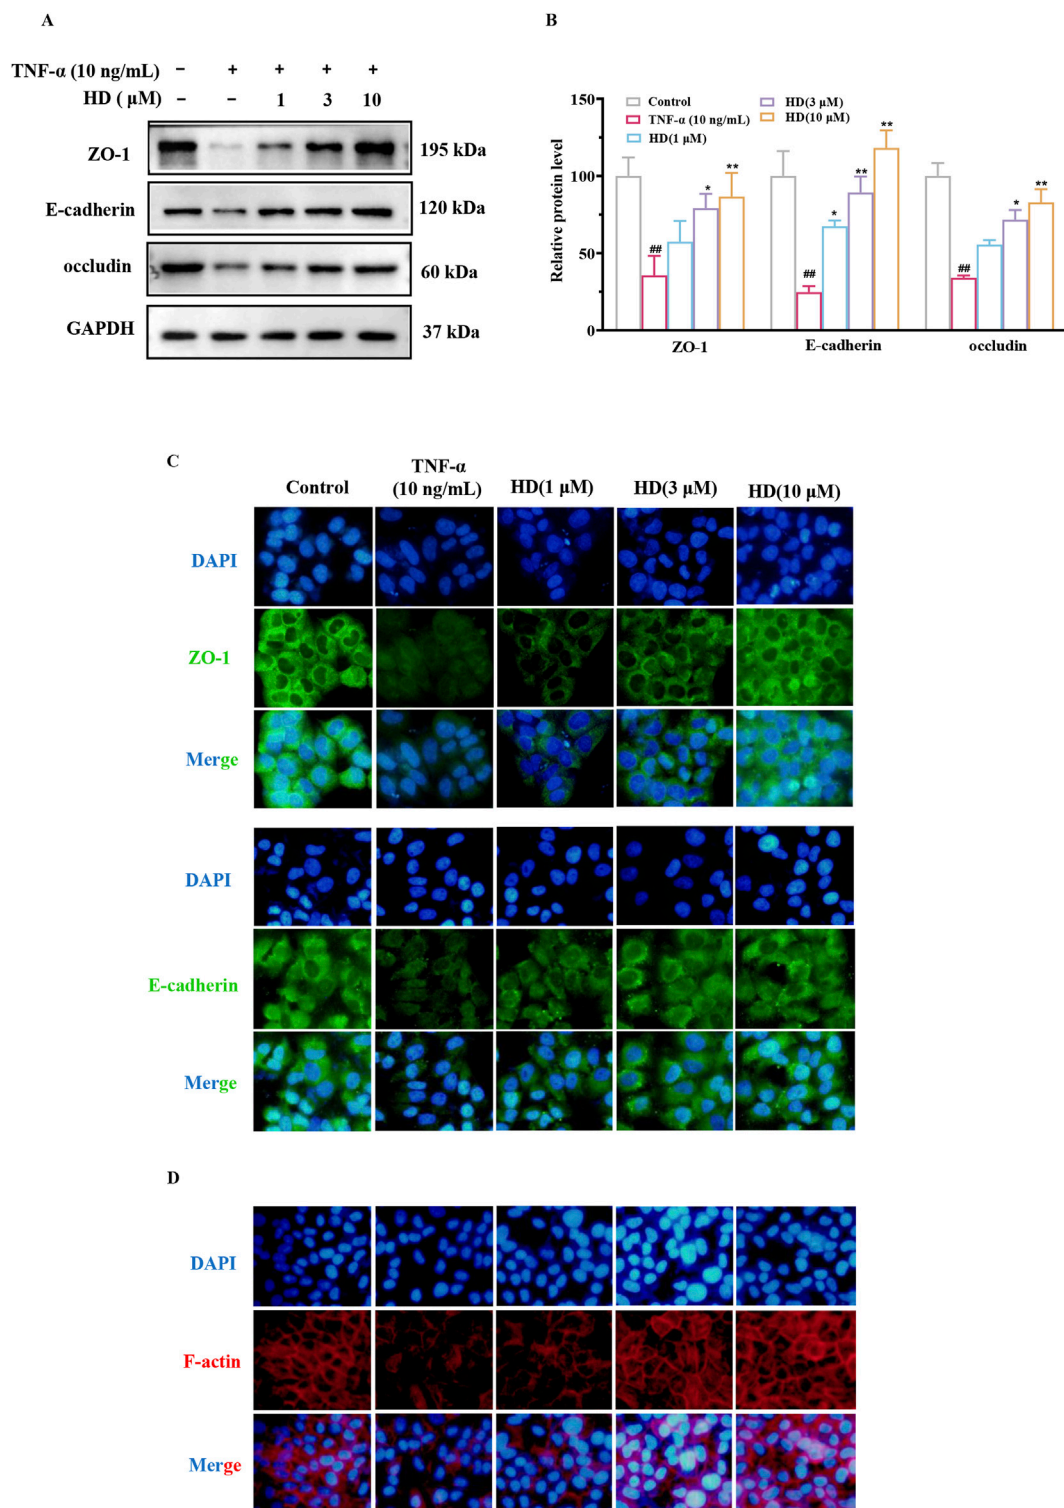 A
TNF-α (10 ng/mL) − + + + +
HD ( μM) − − 1 3 10
ZO-1 195 kDa
E-cadherin 120 kDa
occludin 60 kDa
GAPDH 37 kDa
B
Control
TNF-α (10 ng/mL)
HD(1 μM)
HD(3 μM)
HD(10 μM)
Relative protein level
150
100
50
0
## * **
## * ** **
## * **
ZO-1 E-cadherin occludin
C
Control TNF-α (10 ng/mL) HD(1 μM) HD(3 μM) HD(10 μM)
DAPI
ZO-1
Merge
DAPI
E-cadherin
Merge
D
DAPI
F-actin
Merge